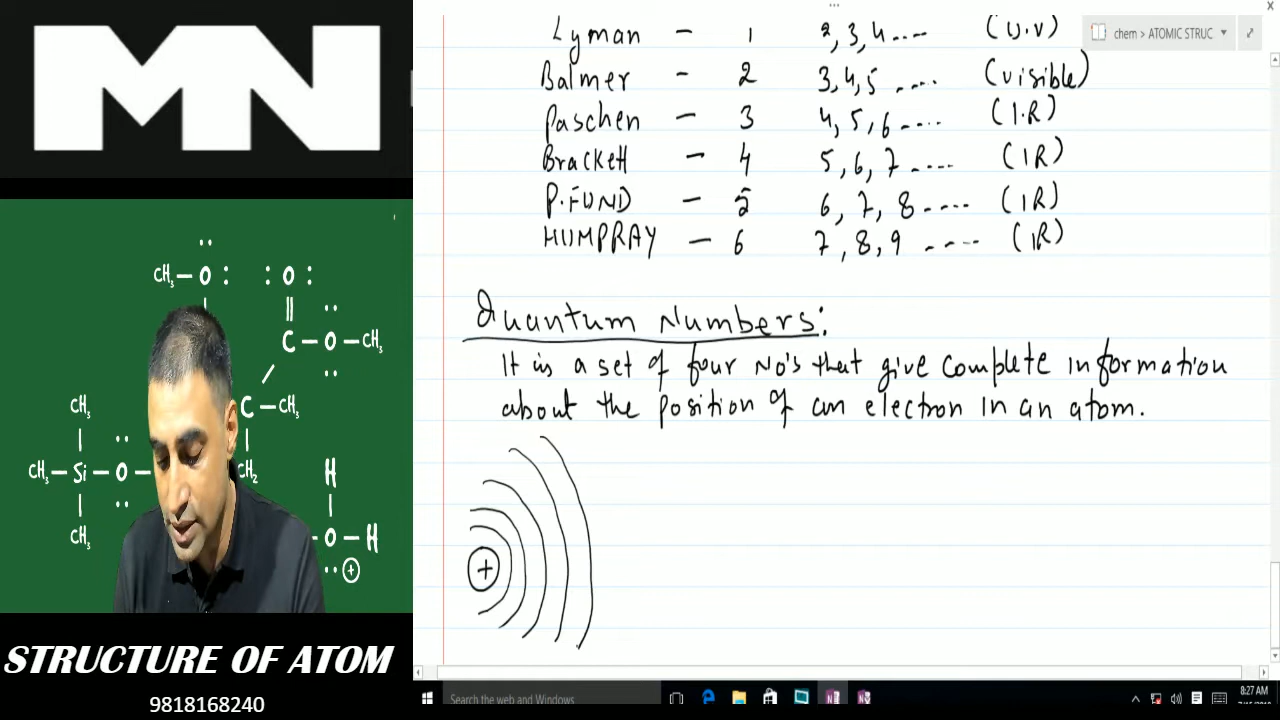 MN
Lyman - 1 2, 3, 4 .... (U.V)
Balmer - 2 3, 4, 5 .... (visible)
Paschen - 3 4, 5, 6 .... (I.R)
Brackett - 4 5, 6, 7 .... (IR)
P.FUND - 5 6, 7, 8 .... (IR)
HUMPRAY - 6 7, 8, 9 .... (IR)
Quantum Numbers:
It is a set of four No's that give complete information
about the position of an electron in an atom.
+
chem > ATOMIC STRUC
CH₃—O: :O:
C—O—CH₃
CH₃ C—CH₃
CH₃—Si—O— CH₂ H
CH₃ O—H
+
STRUCTURE OF ATOM
9818168240
Search the web and Windows
8:27 AM